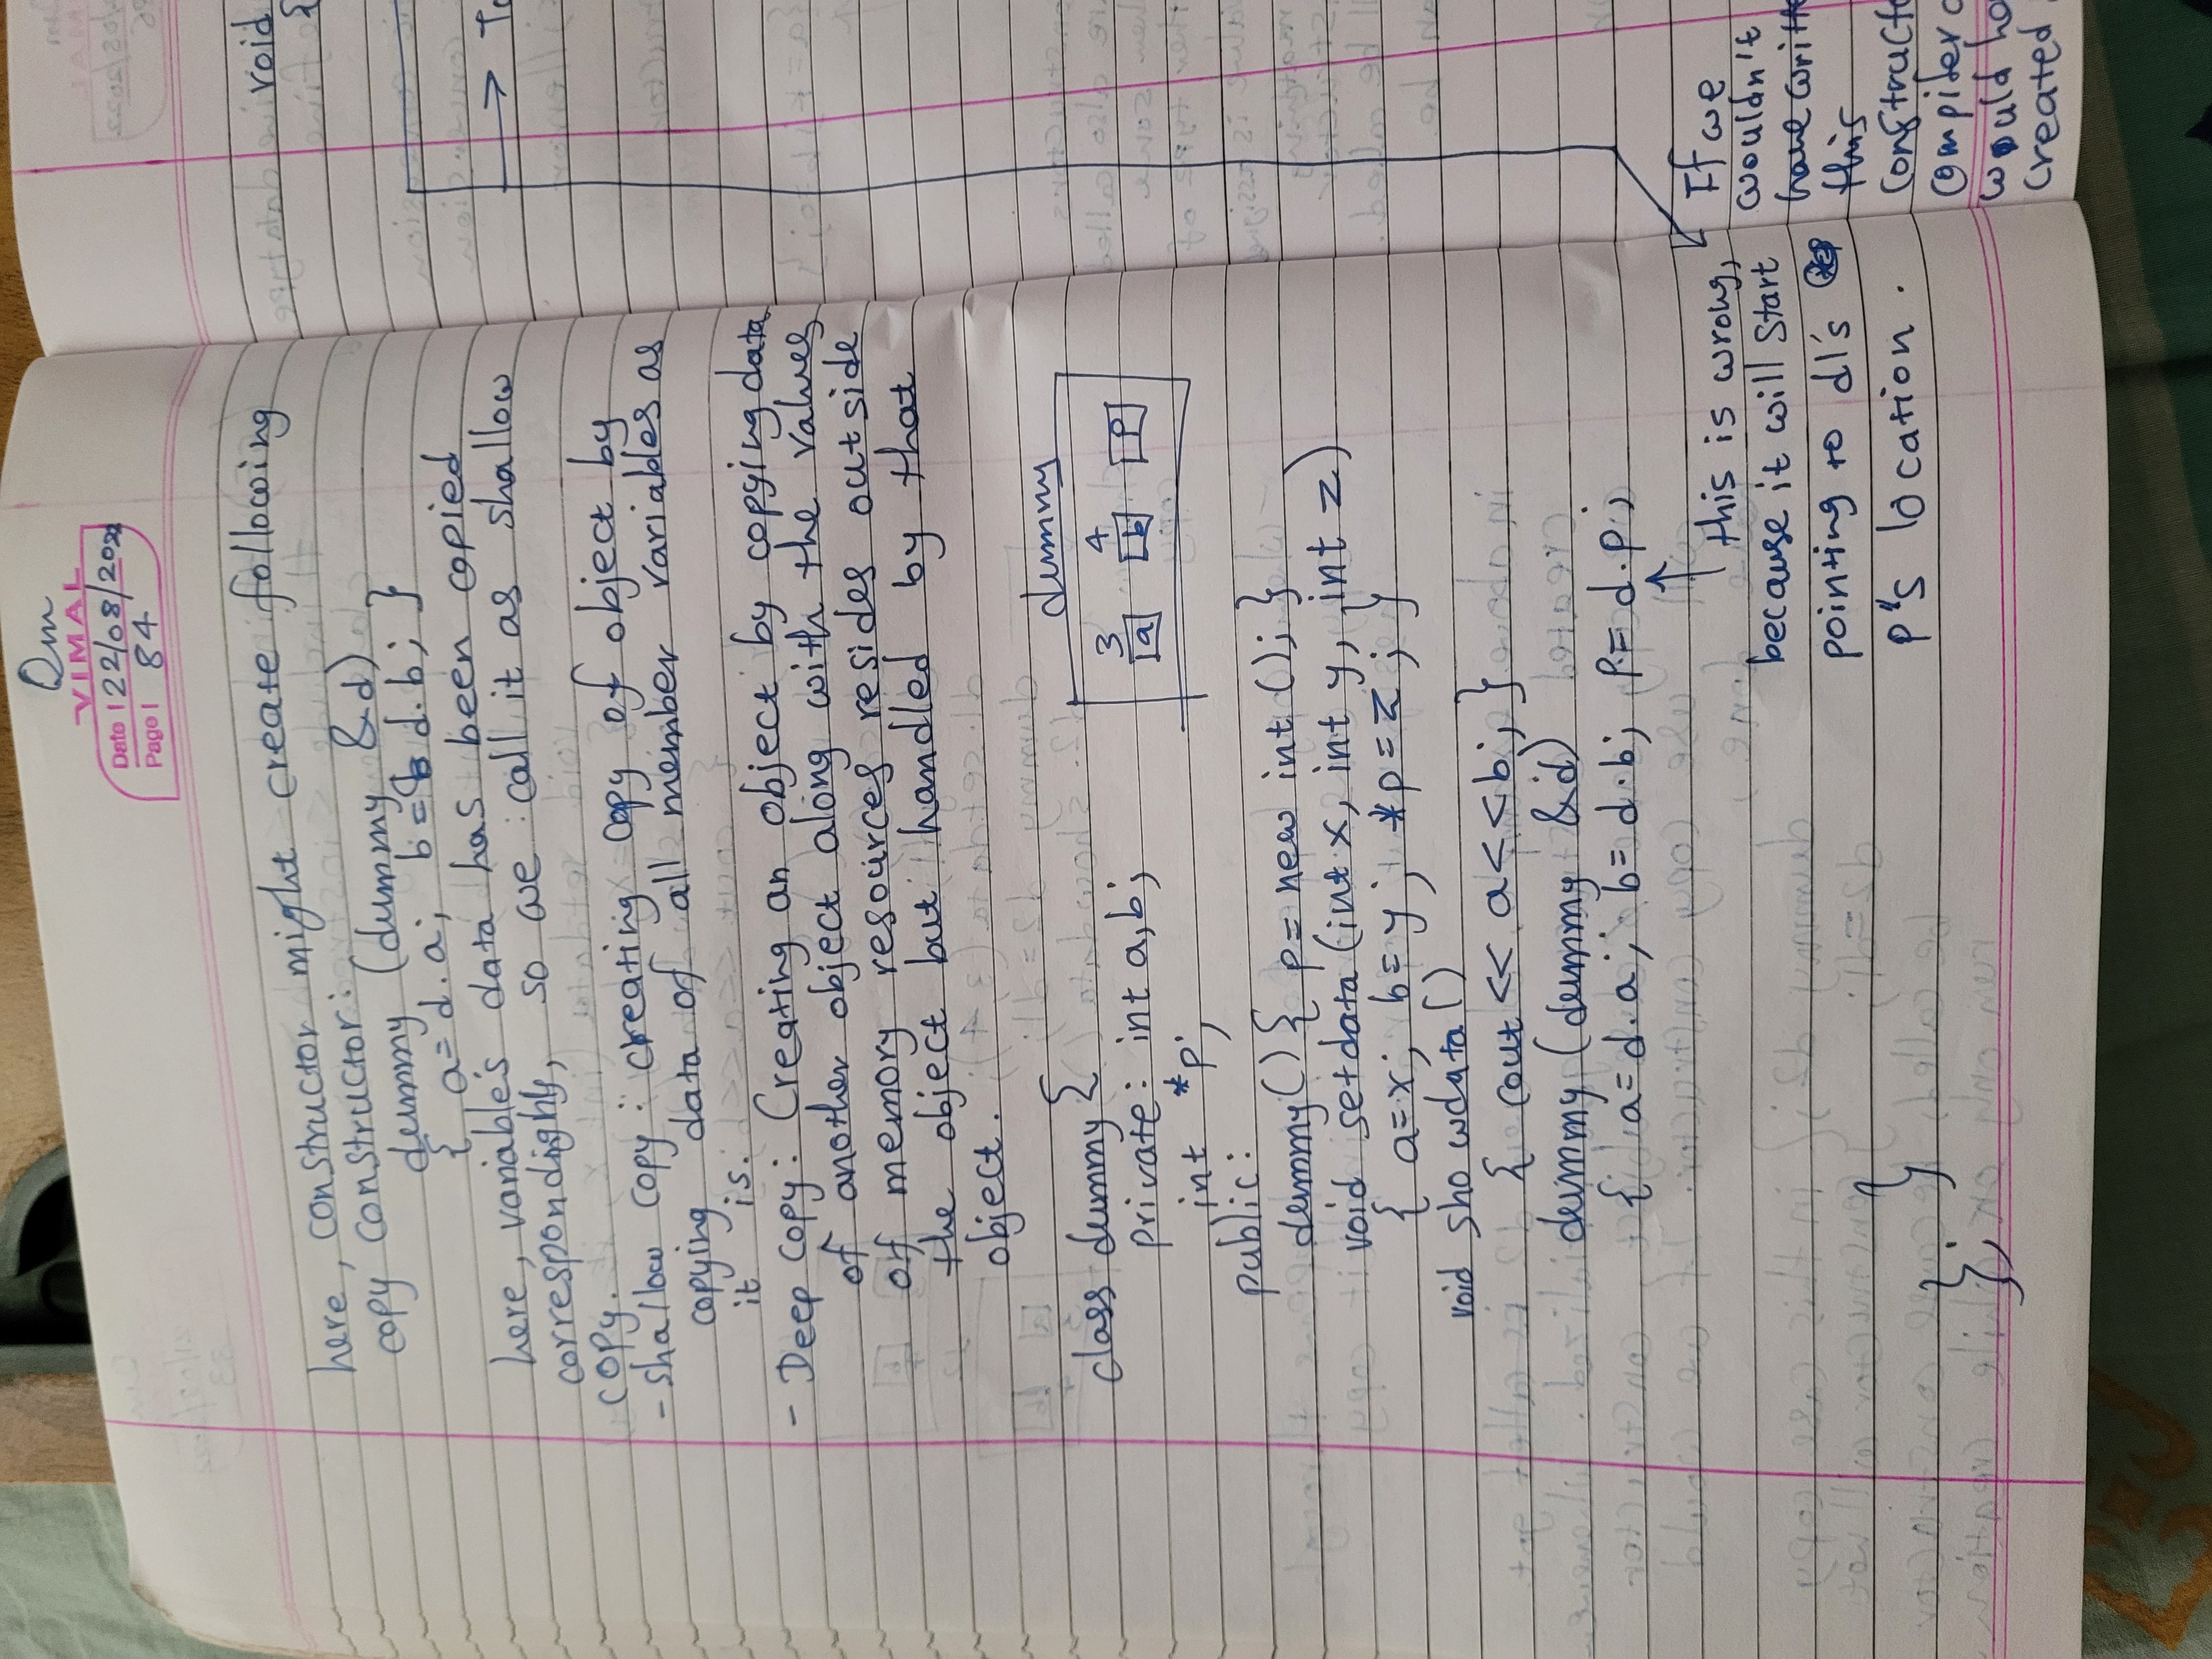 Om
VIMAL
Date 22/08/2022
Page 84
here, constructor might create following
copy constructor:
dummy (dummy &d)
{ a=d.a; b= d.b; }
here, variable's data has been copied
correspondighly, so we call it as shallow
copy.
- Shallow copy: creating copy of object by
copying data of all member variables as
it is.
- Deep copy: Creating an object by copying data
of another object along with the values
of memory resources resides outside
the object but handled by that
object.
class dummy {
private: int a,b;
int *p;
public:
dummy(){ p= new int (); }
void setdata (int x, int y, int z)
{ a=x; b=y; *p=z; }
void showdata()
{ cout << a<<b; }
dummy (dummy &d)
{ a=d.a; b=d.b; p= d.p;
}
};
dummy
3 4
a b p
this is wrong,
because it will start
pointing to d1's
p's location.
void
{
If we
wouldn't
have
this
compiler
would
created